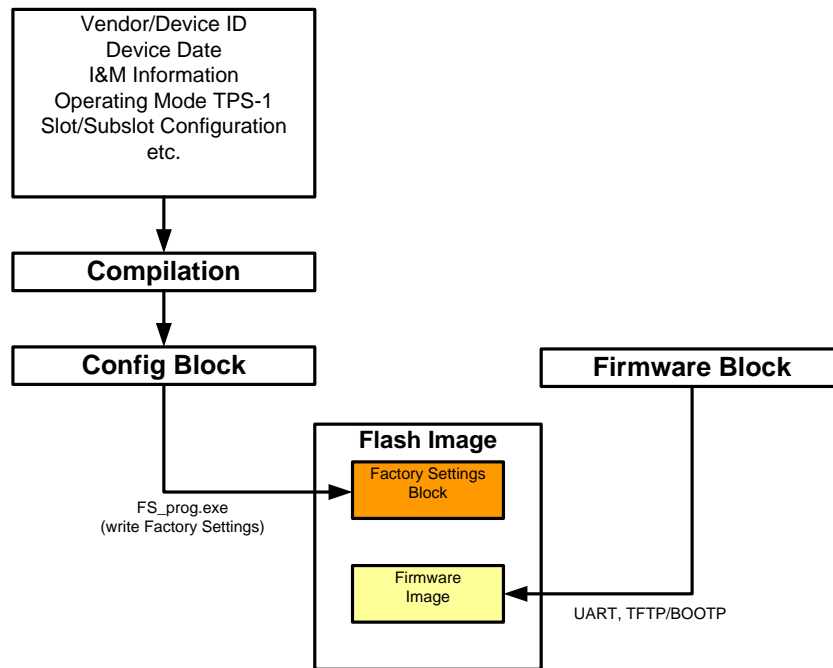 Vendor/Device ID
Device Date
I&M Information
Operating Mode TPS-1
Slot/Subslot Configuration
etc.
Compilation
Config Block
Firmware Block
Flash Image
Factory Settings
Block
FS_prog.exe
(write Factory Settings)
Firmware
Image
UART, TFTP/BOOTP